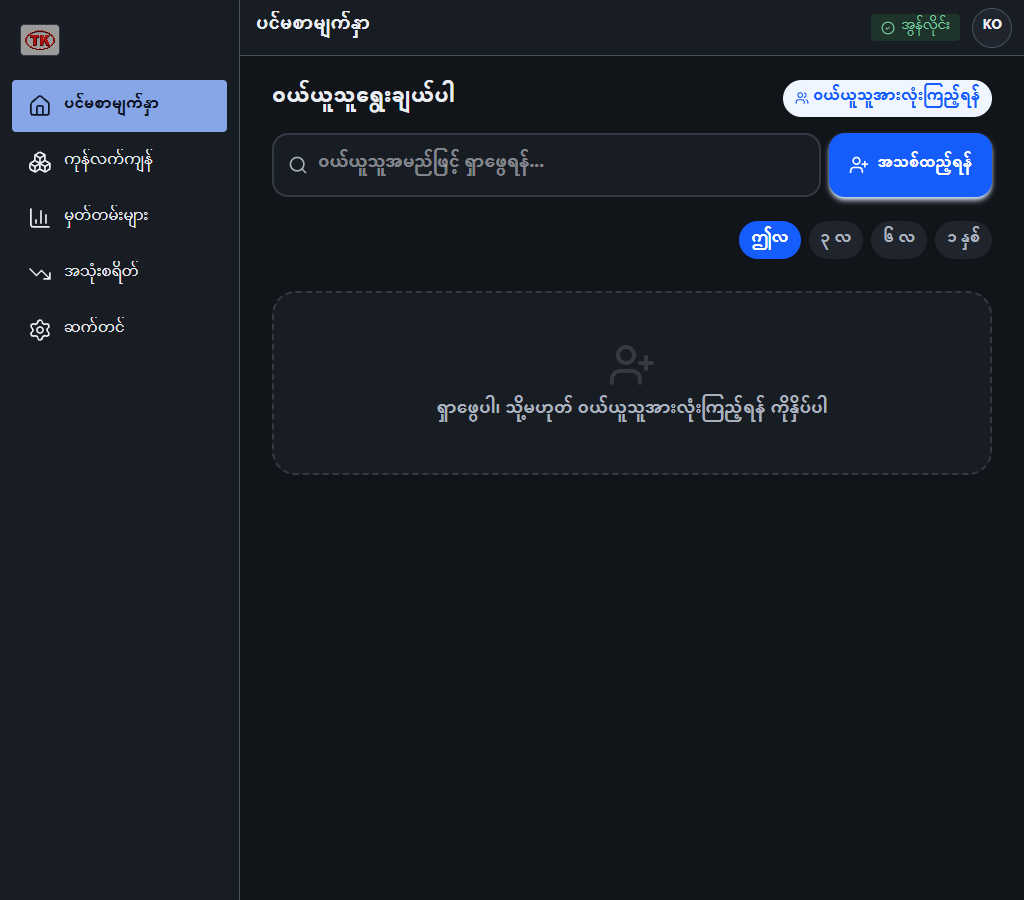 TK
ပင်မစာမျက်နှာ
ကုန်လက်ကျန်
မှတ်တမ်းများ
အသုံးစရိတ်
ဆက်တင်
ပင်မစာမျက်နှာ
အွန်လိုင်း
KO
ဝယ်ယူသူရွေးချယ်ပါ
ဝယ်ယူသူအားလုံးကြည့်ရန်
ဝယ်ယူသူအမည်ဖြင့် ရှာဖွေရန်...
အသစ်ထည့်ရန်
ဤလ
၃ လ
၆ လ
၁ နှစ်
ရှာဖွေပါ၊ သို့မဟုတ် ဝယ်ယူသူအားလုံးကြည့်ရန် ကိုနှိပ်ပါ